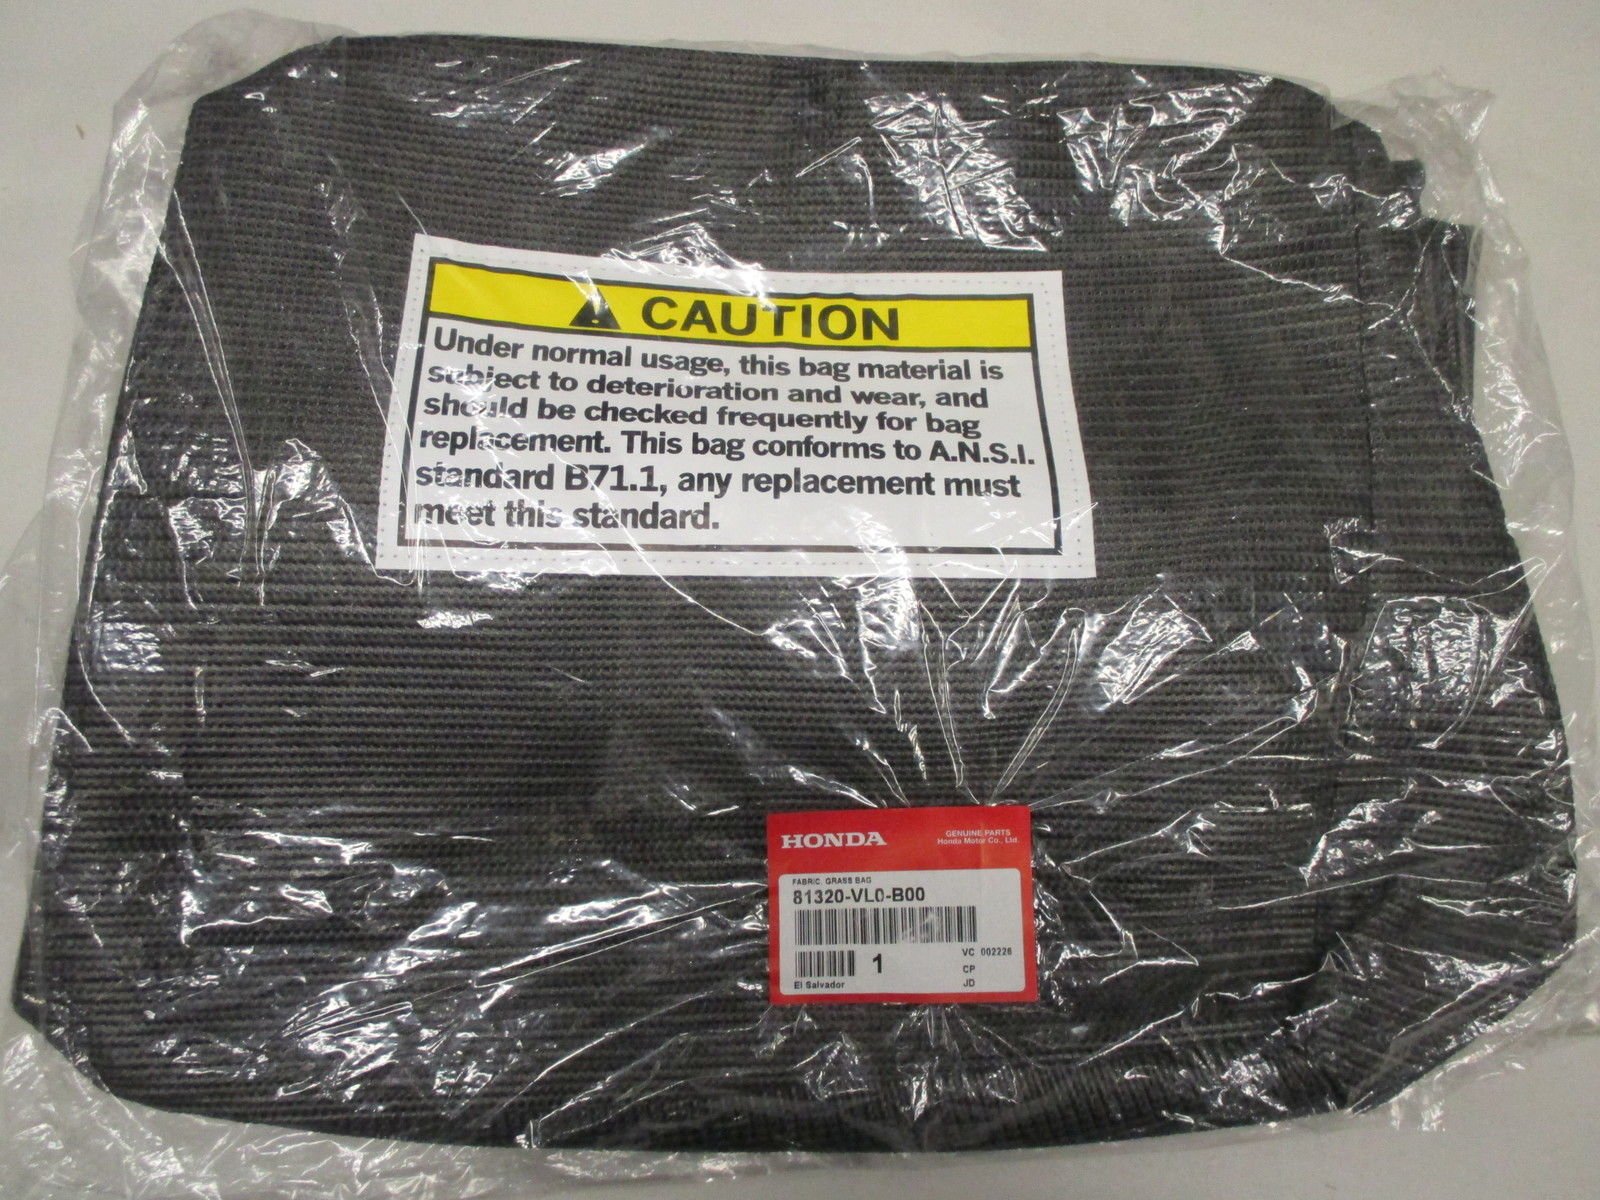 CAUTION
Under normal usage, this bag material is
subject to deterioration and wear, and
should be checked frequently for bag
replacement. This bag conforms to A.N.S.I.
standard B71.1, any replacement must
meet this standard.
HONDA
GENUINE PARTS
Honda Motor Co., Ltd.
FABRIC, GRASS BAG
81320-VL0-B00
1
VC 002226
CP
El Salvador
JD